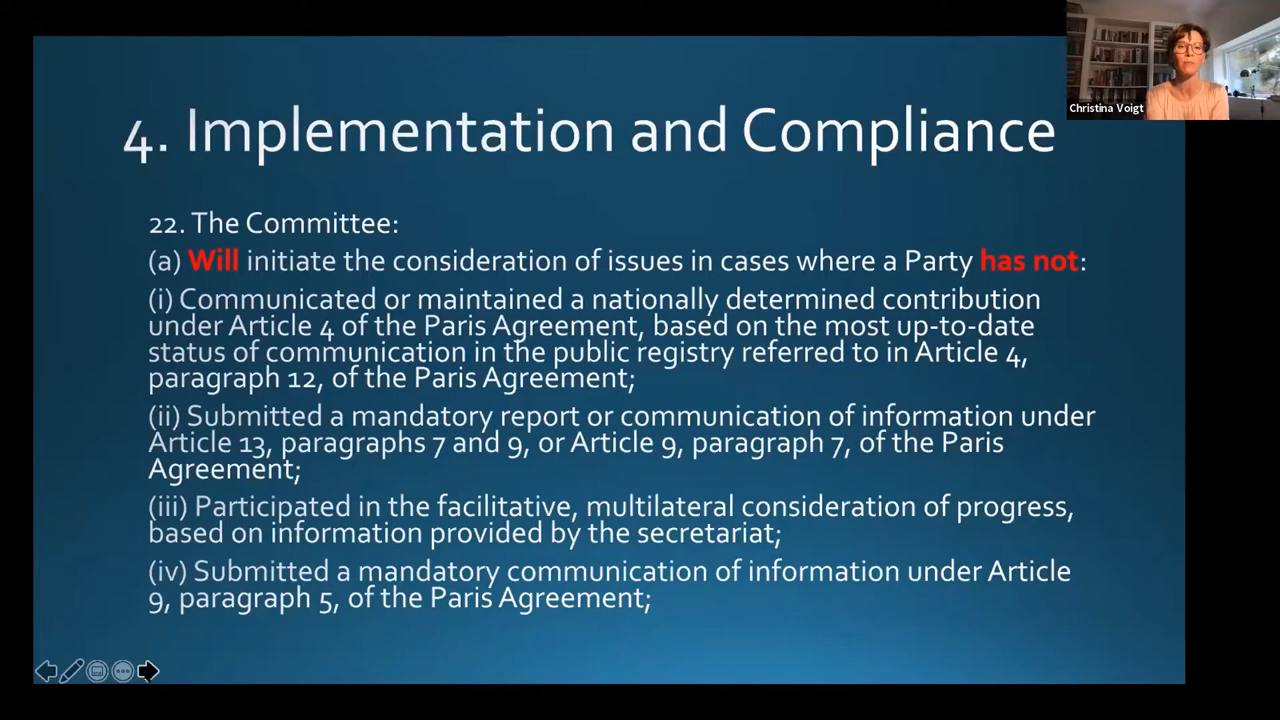 Christina Voigt
4. Implementation and Compliance
22. The Committee:
(a) Will initiate the consideration of issues in cases where a Party has not:
(i) Communicated or maintained a nationally determined contribution
under Article 4 of the Paris Agreement, based on the most up-to-date
status of communication in the public registry referred to in Article 4,
paragraph 12, of the Paris Agreement;
(ii) Submitted a mandatory report or communication of information under
Article 13, paragraphs 7 and 9, or Article 9, paragraph 7, of the Paris
Agreement;
(iii) Participated in the facilitative, multilateral consideration of progress,
based on information provided by the secretariat;
(iv) Submitted a mandatory communication of information under Article
9, paragraph 5, of the Paris Agreement;